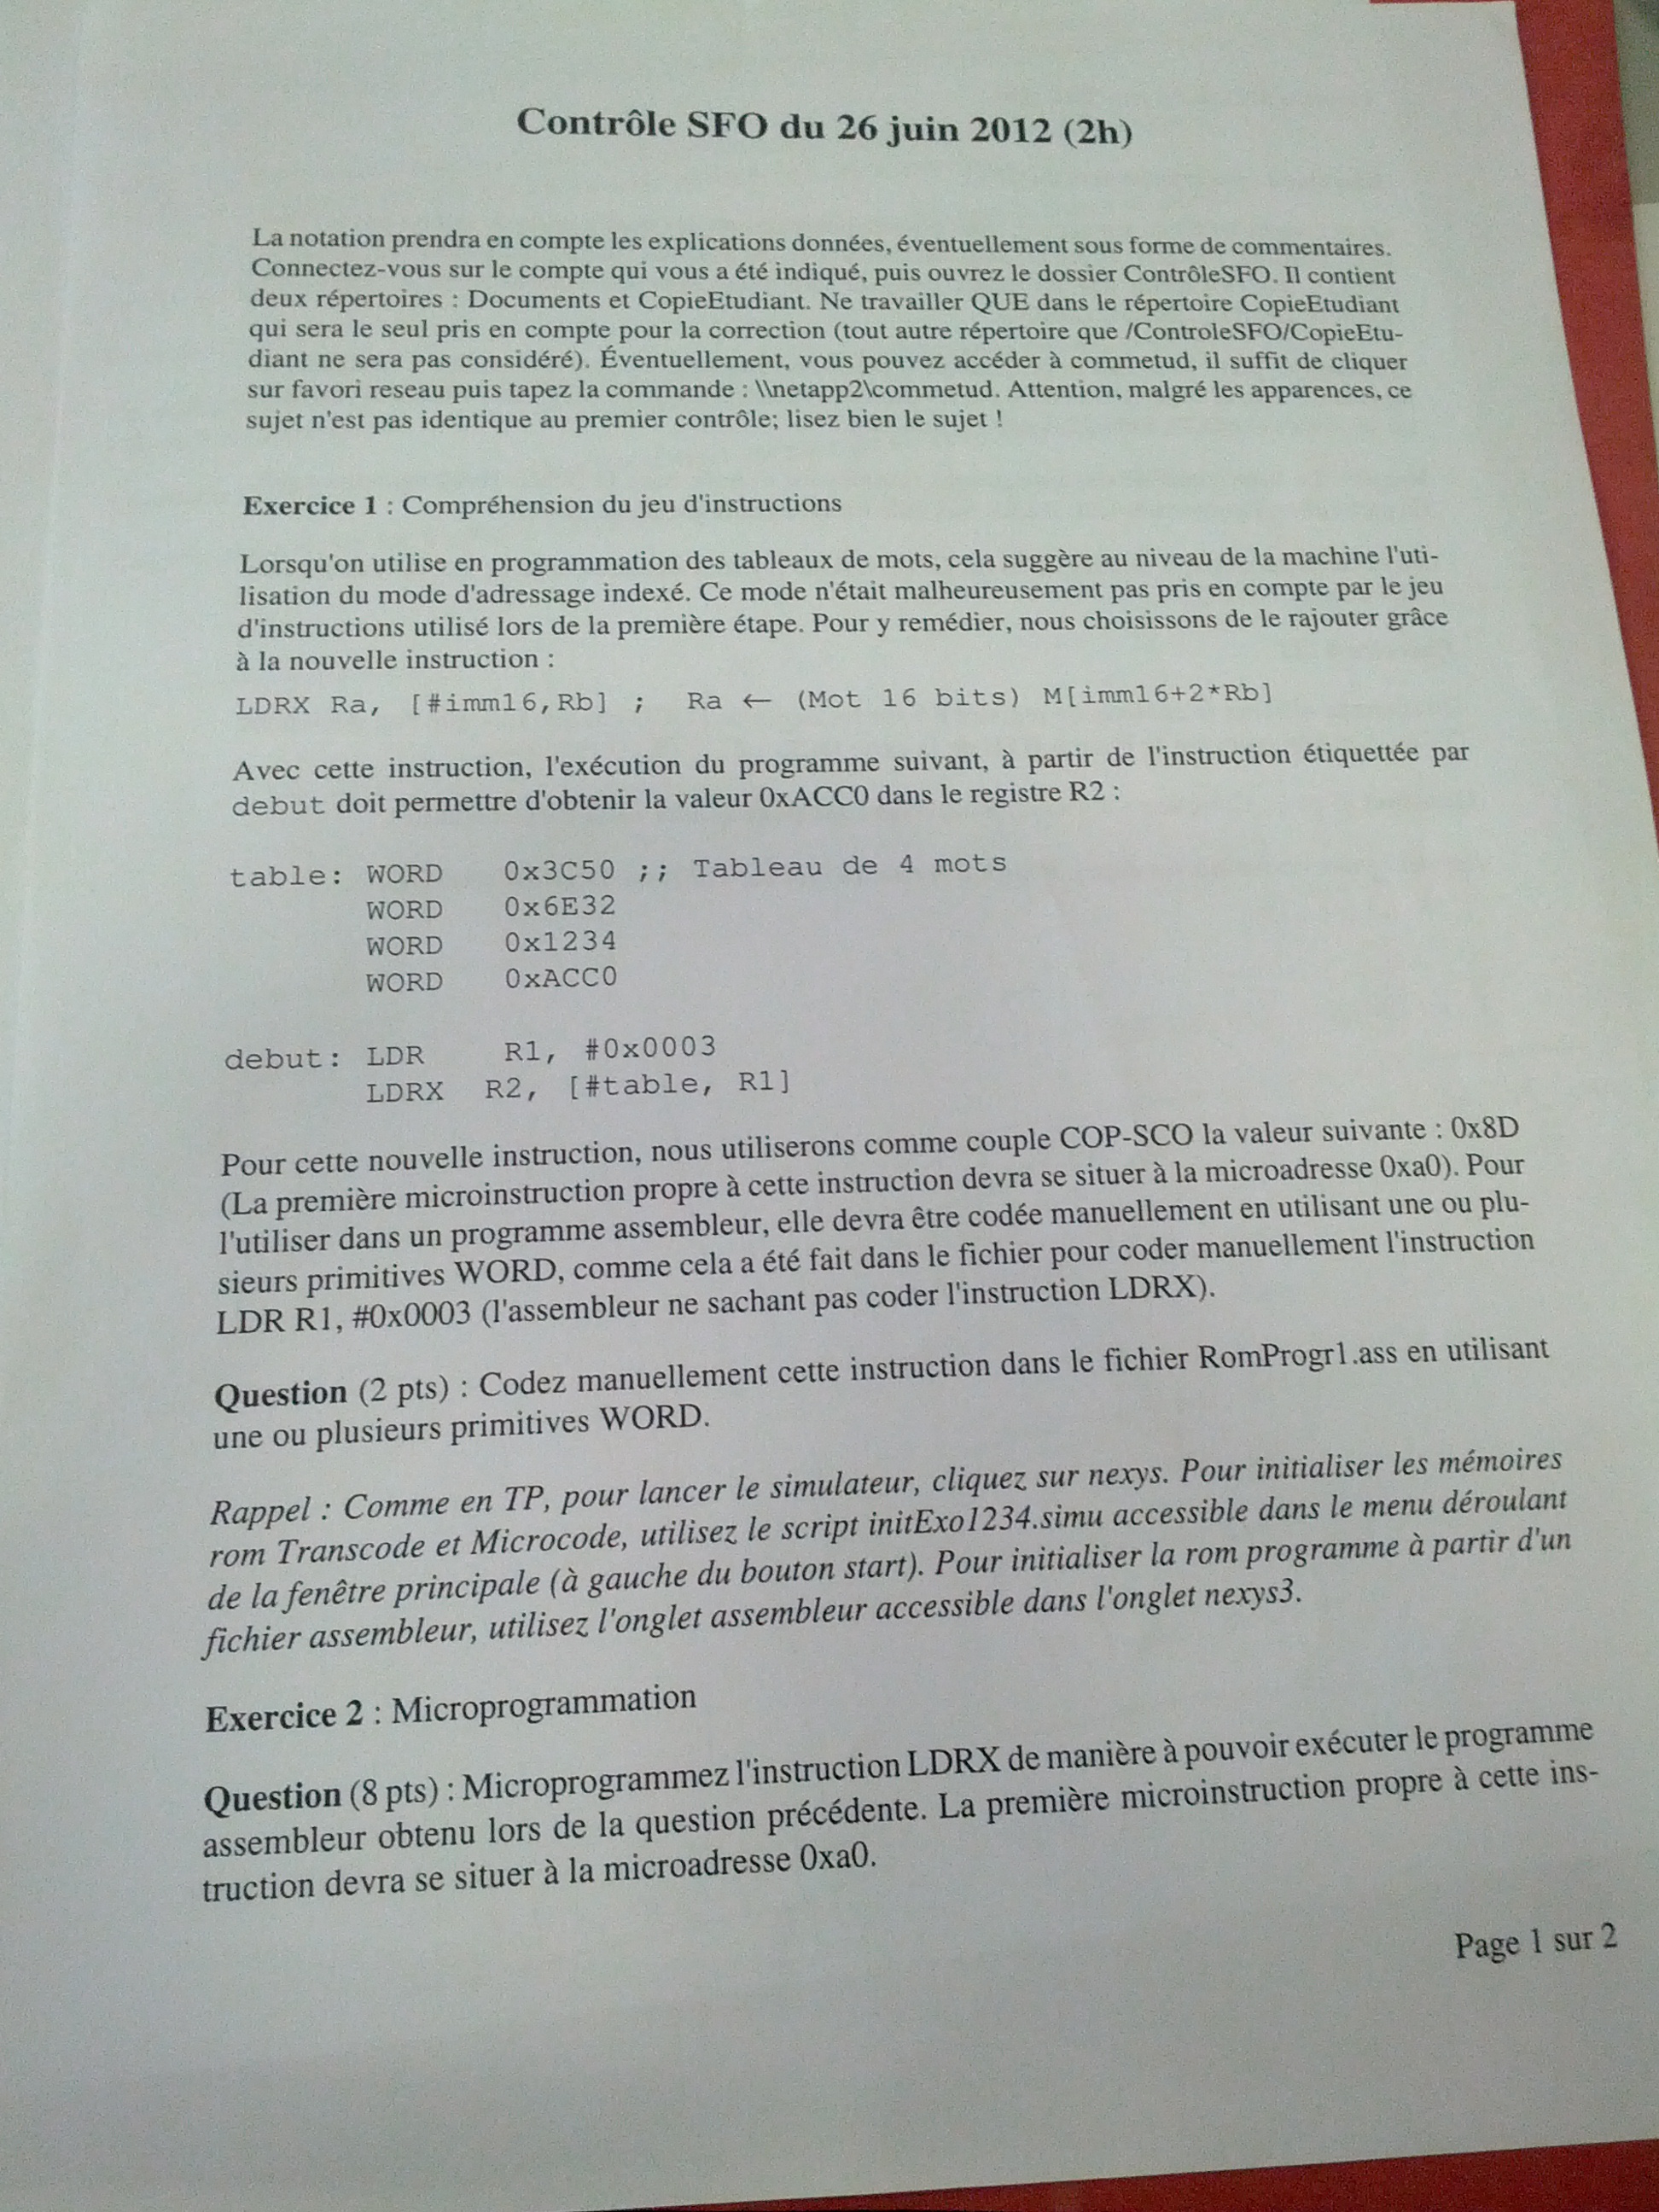 Contrôle SFO du 26 juin 2012 (2h)
La notation prendra en compte les explications données, éventuellement sous forme de commentaires.
Connectez-vous sur le compte qui vous a été indiqué, puis ouvrez le dossier ContrôleSFO. Il contient
deux répertoires : Documents et CopieEtudiant. Ne travailler QUE dans le répertoire CopieEtudiant
qui sera le seul pris en compte pour la correction (tout autre répertoire que /ControleSFO/CopieEtu-
diant ne sera pas considéré). Éventuellement, vous pouvez accéder à commetud, il suffit de cliquer
sur favori reseau puis tapez la commande : \\netapp2\commetud. Attention, malgré les apparences, ce
sujet n'est pas identique au premier contrôle; lisez bien le sujet !
Exercice 1 : Compréhension du jeu d'instructions
Lorsqu'on utilise en programmation des tableaux de mots, cela suggère au niveau de la machine l'uti-
lisation du mode d'adressage indexé. Ce mode n'était malheureusement pas pris en compte par le jeu
d'instructions utilisé lors de la première étape. Pour y remédier, nous choisissons de le rajouter grâce
à la nouvelle instruction :
LDRX Ra, [#imm16,Rb] ; Ra ← (Mot 16 bits) M[imm16+2*Rb]
Avec cette instruction, l'exécution du programme suivant, à partir de l'instruction étiquettée par
debut doit permettre d'obtenir la valeur 0xACC0 dans le registre R2 :
table: WORD 0x3C50 ;; Tableau de 4 mots
WORD 0x6E32
WORD 0x1234
WORD 0xACC0
debut: LDR R1, #0x0003
LDRX R2, [#table, R1]
Pour cette nouvelle instruction, nous utiliserons comme couple COP-SCO la valeur suivante : 0x8D
(La première microinstruction propre à cette instruction devra se situer à la microadresse 0xa0). Pour
l'utiliser dans un programme assembleur, elle devra être codée manuellement en utilisant une ou plu-
sieurs primitives WORD, comme cela a été fait dans le fichier pour coder manuellement l'instruction
LDR R1, #0x0003 (l'assembleur ne sachant pas coder l'instruction LDRX).
Question (2 pts) : Codez manuellement cette instruction dans le fichier RomProgr1.ass en utilisant
une ou plusieurs primitives WORD.
Rappel : Comme en TP, pour lancer le simulateur, cliquez sur nexys. Pour initialiser les mémoires
rom Transcode et Microcode, utilisez le script initExo1234.simu accessible dans le menu déroulant
de la fenêtre principale (à gauche du bouton start). Pour initialiser la rom programme à partir d'un
fichier assembleur, utilisez l'onglet assembleur accessible dans l'onglet nexys3.
Exercice 2 : Microprogrammation
Question (8 pts) : Microprogrammez l'instruction LDRX de manière à pouvoir exécuter le programme
assembleur obtenu lors de la question précédente. La première microinstruction propre à cette ins-
truction devra se situer à la microadresse 0xa0.
Page 1 sur 2